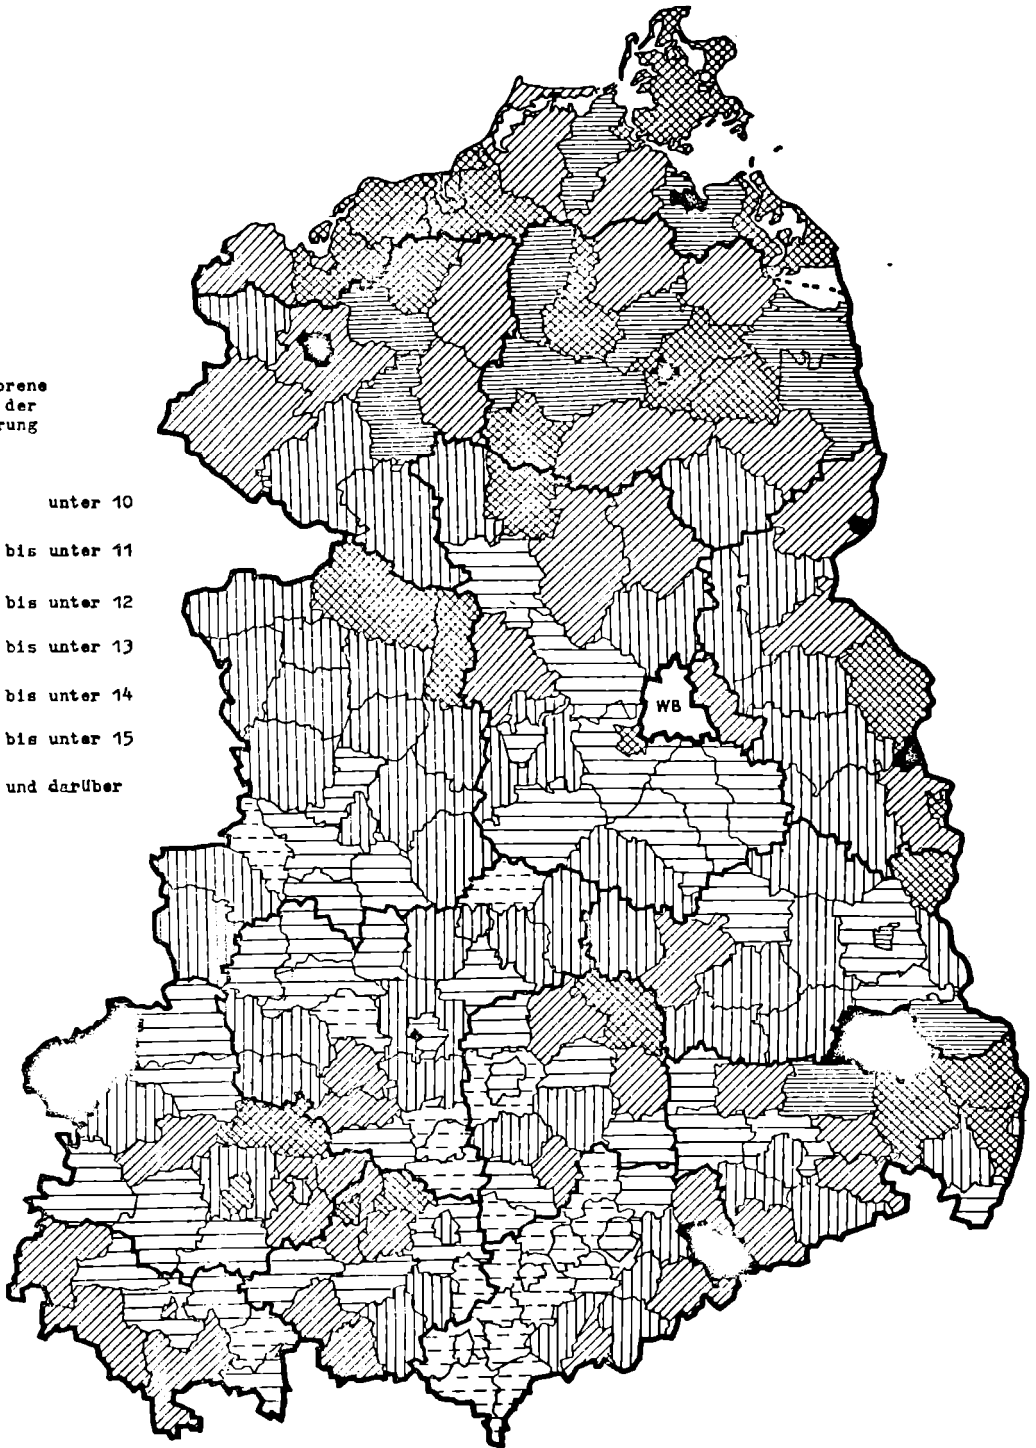 orene
der
rung
unter 10
bis unter 11
bis unter 12
bis unter 13
bis unter 14
bis unter 15
und darüber
WB